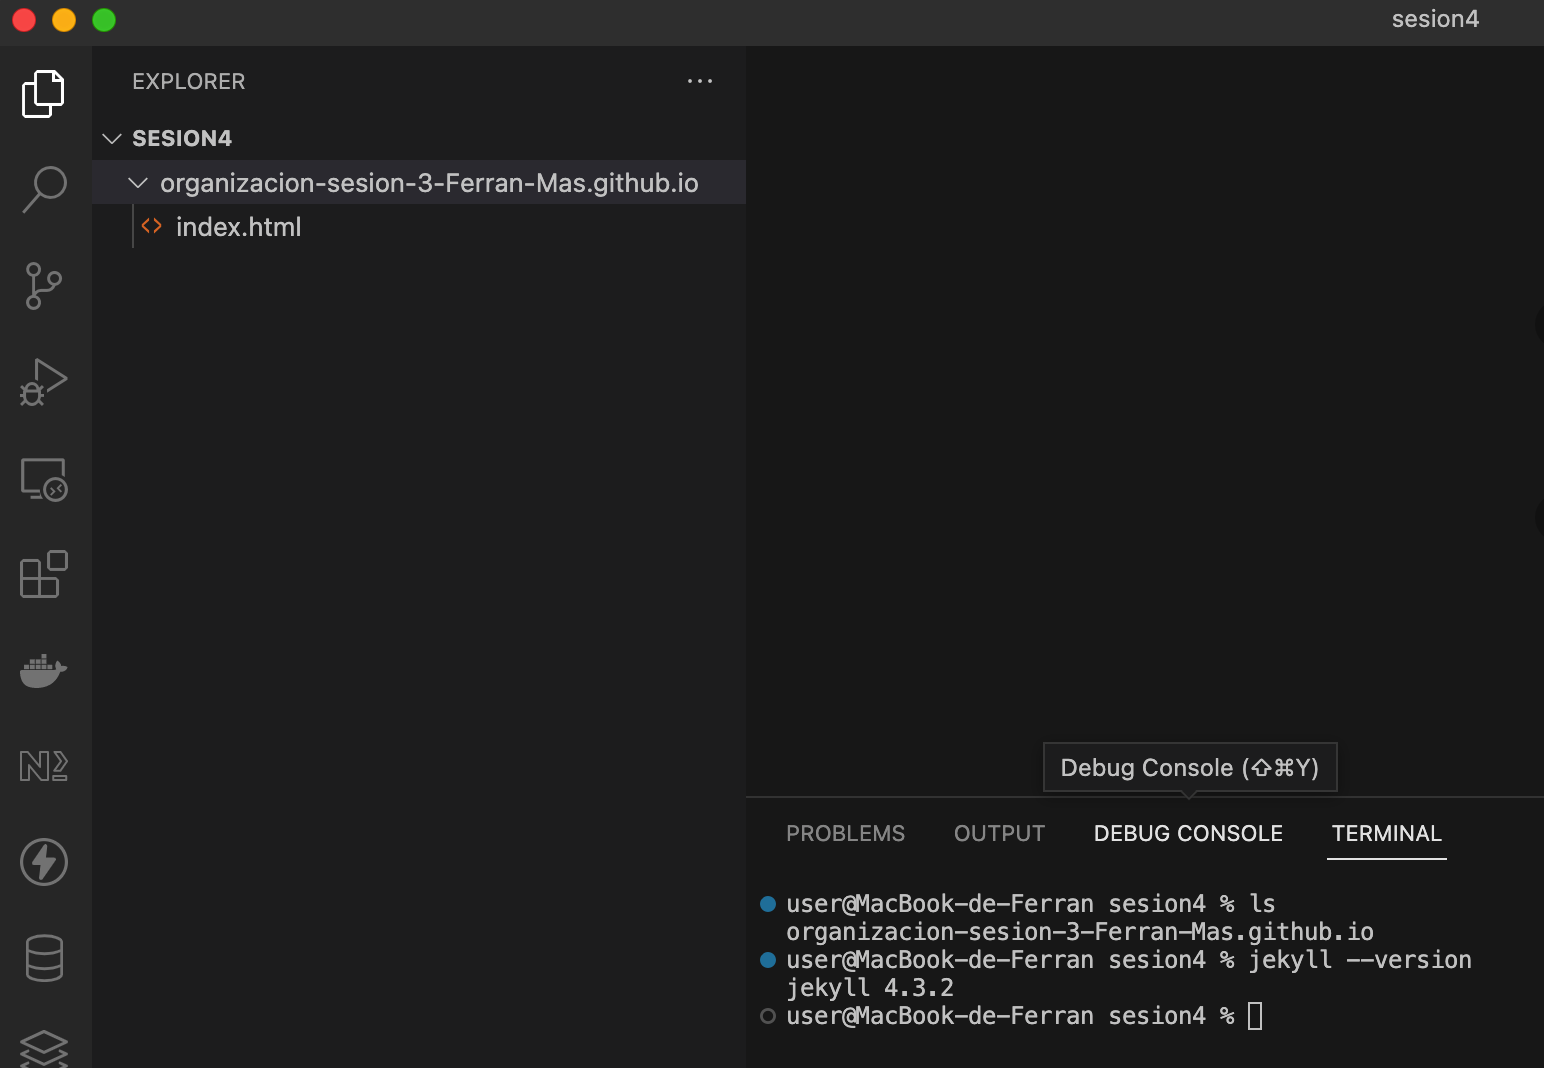 sesion4
EXPLORER
SESION4
organizacion-sesion-3-Ferran-Mas.github.io
<> index.html
Debug Console (⇧⌘Y)
PROBLEMS OUTPUT DEBUG CONSOLE TERMINAL
user@MacBook-de-Ferran sesion4 % ls
organizacion-sesion-3-Ferran-Mas.github.io
user@MacBook-de-Ferran sesion4 % jekyll --version
jekyll 4.3.2
user@MacBook-de-Ferran sesion4 %